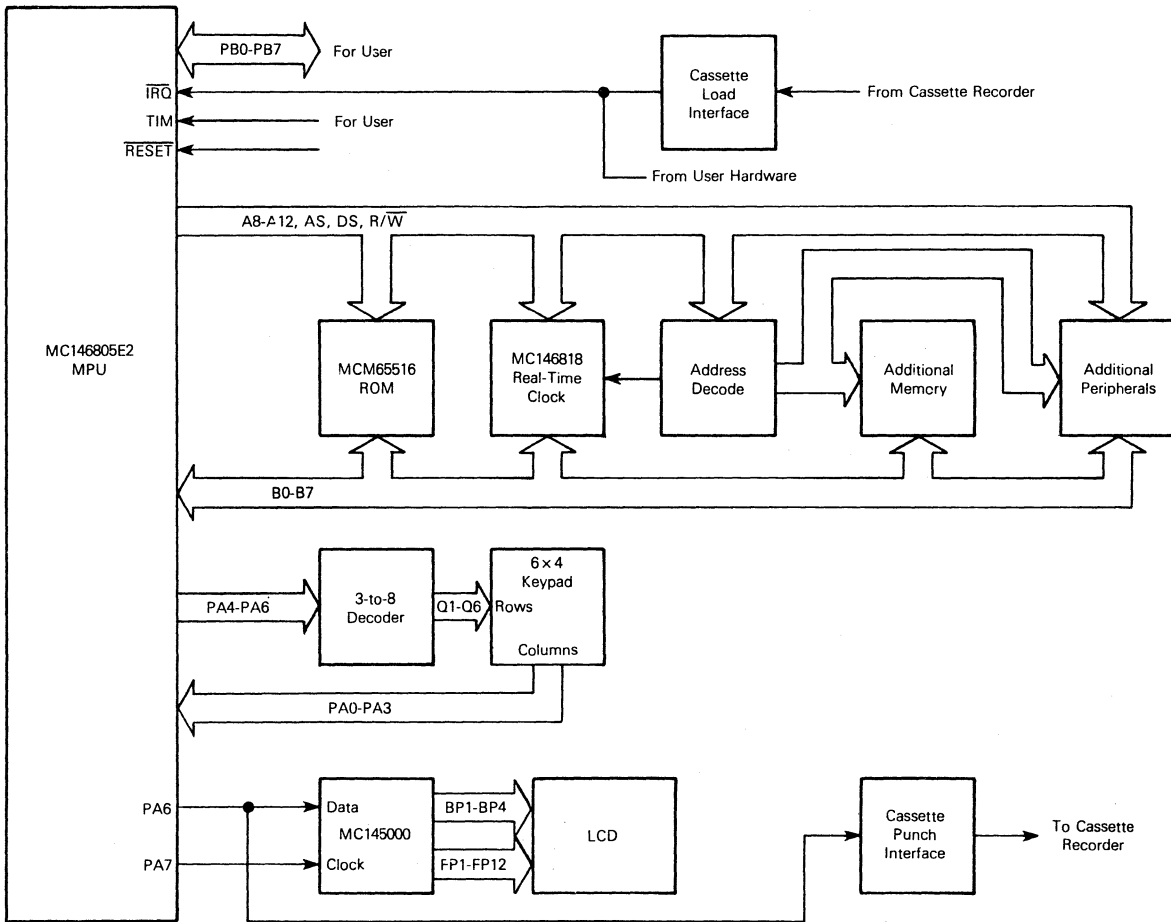 PB0-PB7
For User
IRQ
TIM
For User
RESET
Cassette
Load
Interface
From Cassette Recorder
From User Hardware
A8-A12, AS, DS, R/W
MC146805E2
MPU
MCM65516
ROM
MC146818
Real-Time
Clock
Address
Decode
Additional
Memory
Additional
Peripherals
B0-B7
PA4-PA6
3-to-8
Decoder
Q1-Q6
6×4
Keypad
Rows
Columns
PA0-PA3
PA6
PA7
Data
MC145000
Clock
BP1-BP4
FP1-FP12
LCD
Cassette
Punch
Interface
To Cassette
Recorder